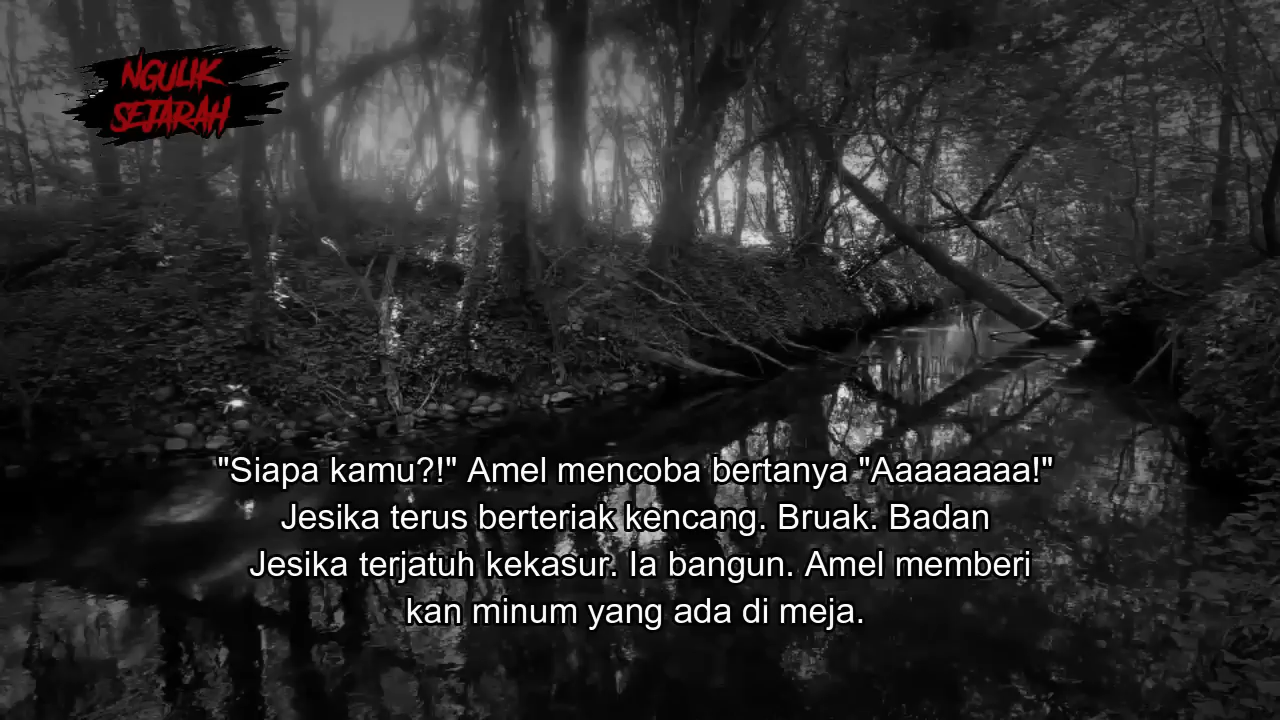 NGULIK
SEJARAH
"Siapa kamu?!" Amel mencoba bertanya "Aaaaaaaa!"
Jesika terus berteriak kencang. Bruak. Badan
Jesika terjatuh kekasur. Ia bangun. Amel memberi
kan minum yang ada di meja.